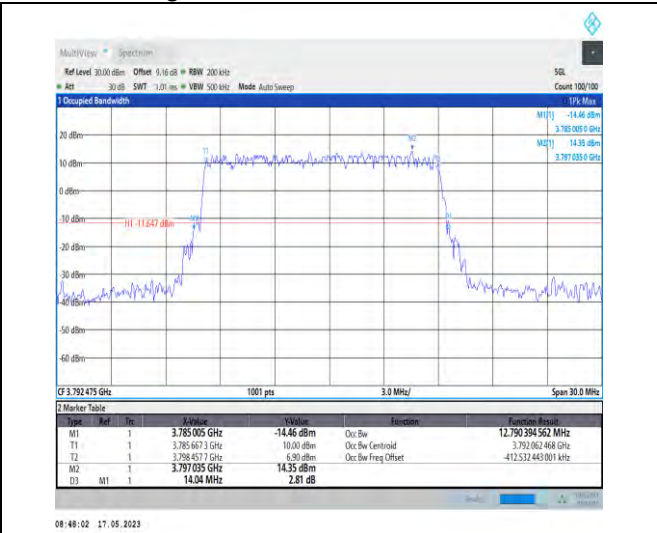 MultiView Spectrum
Ref Level 30.00 dBm Offset 9.16 dB RBW 200 kHz SGL
Att 30 dB SWT 1.01 ms VBW 500 kHz Mode Auto Sweep Count 100/100
1 Occupied Bandwidth 1Pk Max
M1[1] -14.46 dBm
3.785 005 0 GHz
M2[1] 14.35 dBm
3.797 035 0 GHz
M2
T1
20 dBm
10 dBm
0 dBm
-10 dBm
H1 -11.647 dBm
-20 dBm
-30 dBm
-40 dBm
-50 dBm
-60 dBm
CF 3.792 475 GHz 1001 pts 3.0 MHz/ Span 30.0 MHz
2 Marker Table
Type Ref Trc X-Value Y-Value Function Function Result
M1 1 3.785 005 GHz -14.46 dBm Occ Bw 12.790 394 562 MHz
T1 1 3.785 667 3 GHz 10.00 dBm Occ Bw Centroid 3.792 062 468 GHz
T2 1 3.798 457 7 GHz 6.90 dBm Occ Bw Freq Offset -412.532 443 001 kHz
M2 1 3.797 035 GHz 14.35 dBm
D3 M1 1 14.04 MHz 2.81 dB
08:48:02 17.05.2023